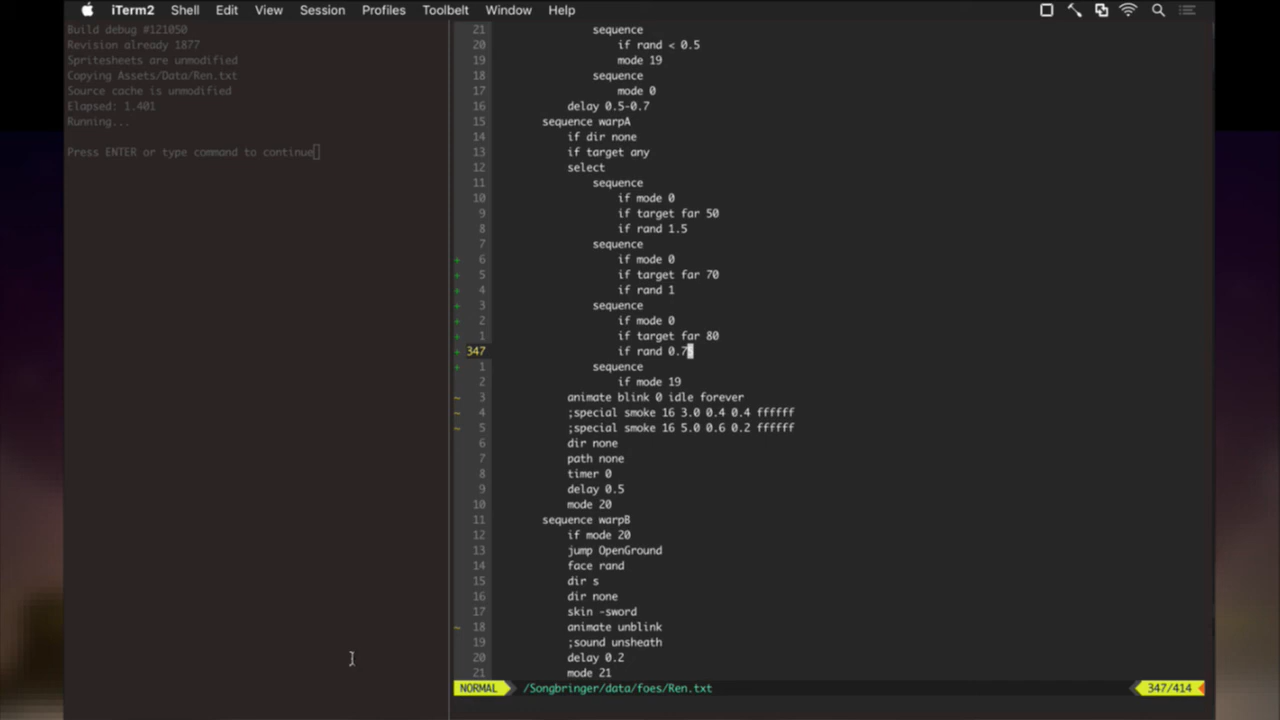 iTerm2 Shell Edit View Session Profiles Toolbelt Window Help
Build debug #121050
Revision already 1877
Spritesheets are unmodified
Copying Assets/Data/Ren.txt
Source cache is unmodified
Elapsed: 1.401
Running...
Press ENTER or type command to continue
21 sequence
20 if rand < 0.5
19 mode 19
18 sequence
17 mode 0
16 delay 0.5-0.7
15 sequence warpA
14 if dir none
13 if target any
12 select
11 sequence
10 if mode 0
9 if target far 50
8 if rand 1.5
7 sequence
+ 6 if mode 0
+ 5 if target far 70
+ 4 if rand 1
+ 3 sequence
+ 2 if mode 0
+ 1 if target far 80
+ 347 if rand 0.7
+ 1 sequence
2 if mode 19
~ 3 animate blink 0 idle forever
~ 4 ;special smoke 16 3.0 0.4 0.4 ffffff
~ 5 ;special smoke 16 5.0 0.6 0.2 ffffff
6 dir none
7 path none
8 timer 0
9 delay 0.5
10 mode 20
11 sequence warpB
12 if mode 20
13 jump OpenGround
14 face rand
15 dir s
16 dir none
17 skin -sword
~ 18 animate unblink
19 ;sound unsheath
20 delay 0.2
21 mode 21
NORMAL /Songbringer/data/foes/Ren.txt 347/414